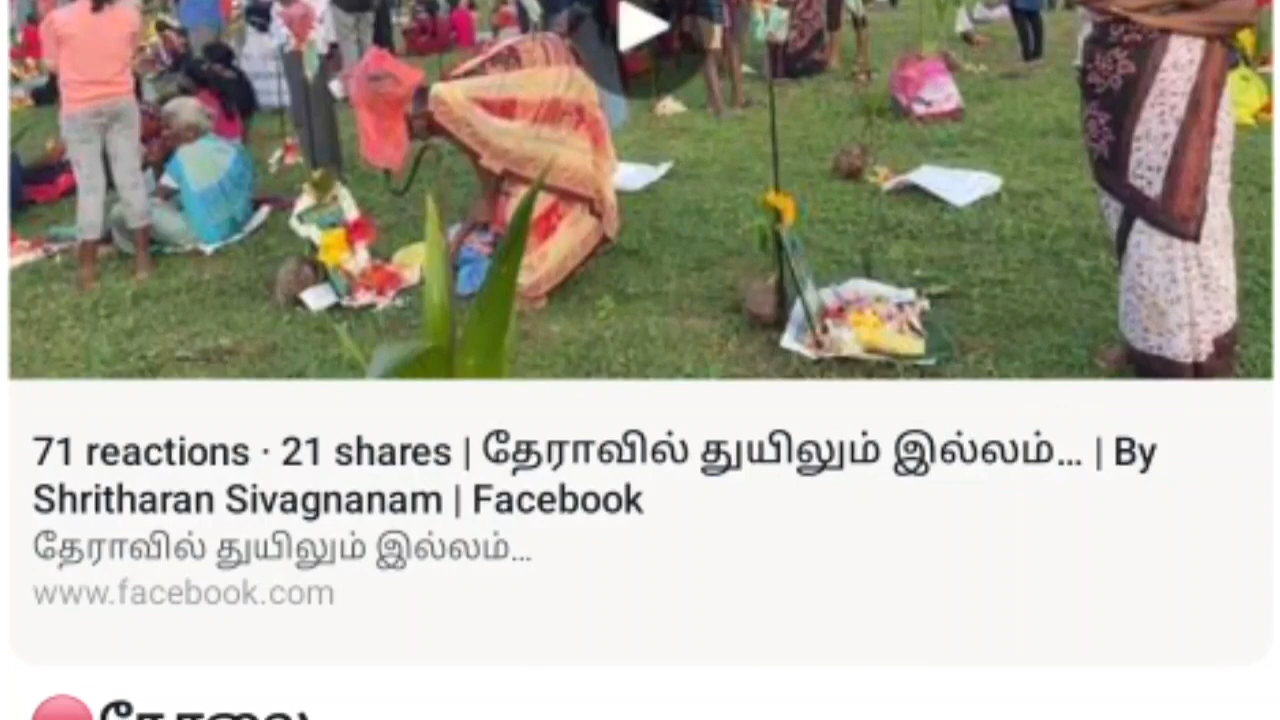 71 reactions · 21 shares | தேராவில் துயிலும் இல்லம்... | By
Shritharan Sivagnanam | Facebook
தேராவில் துயிலும் இல்லம்...
www.facebook.com